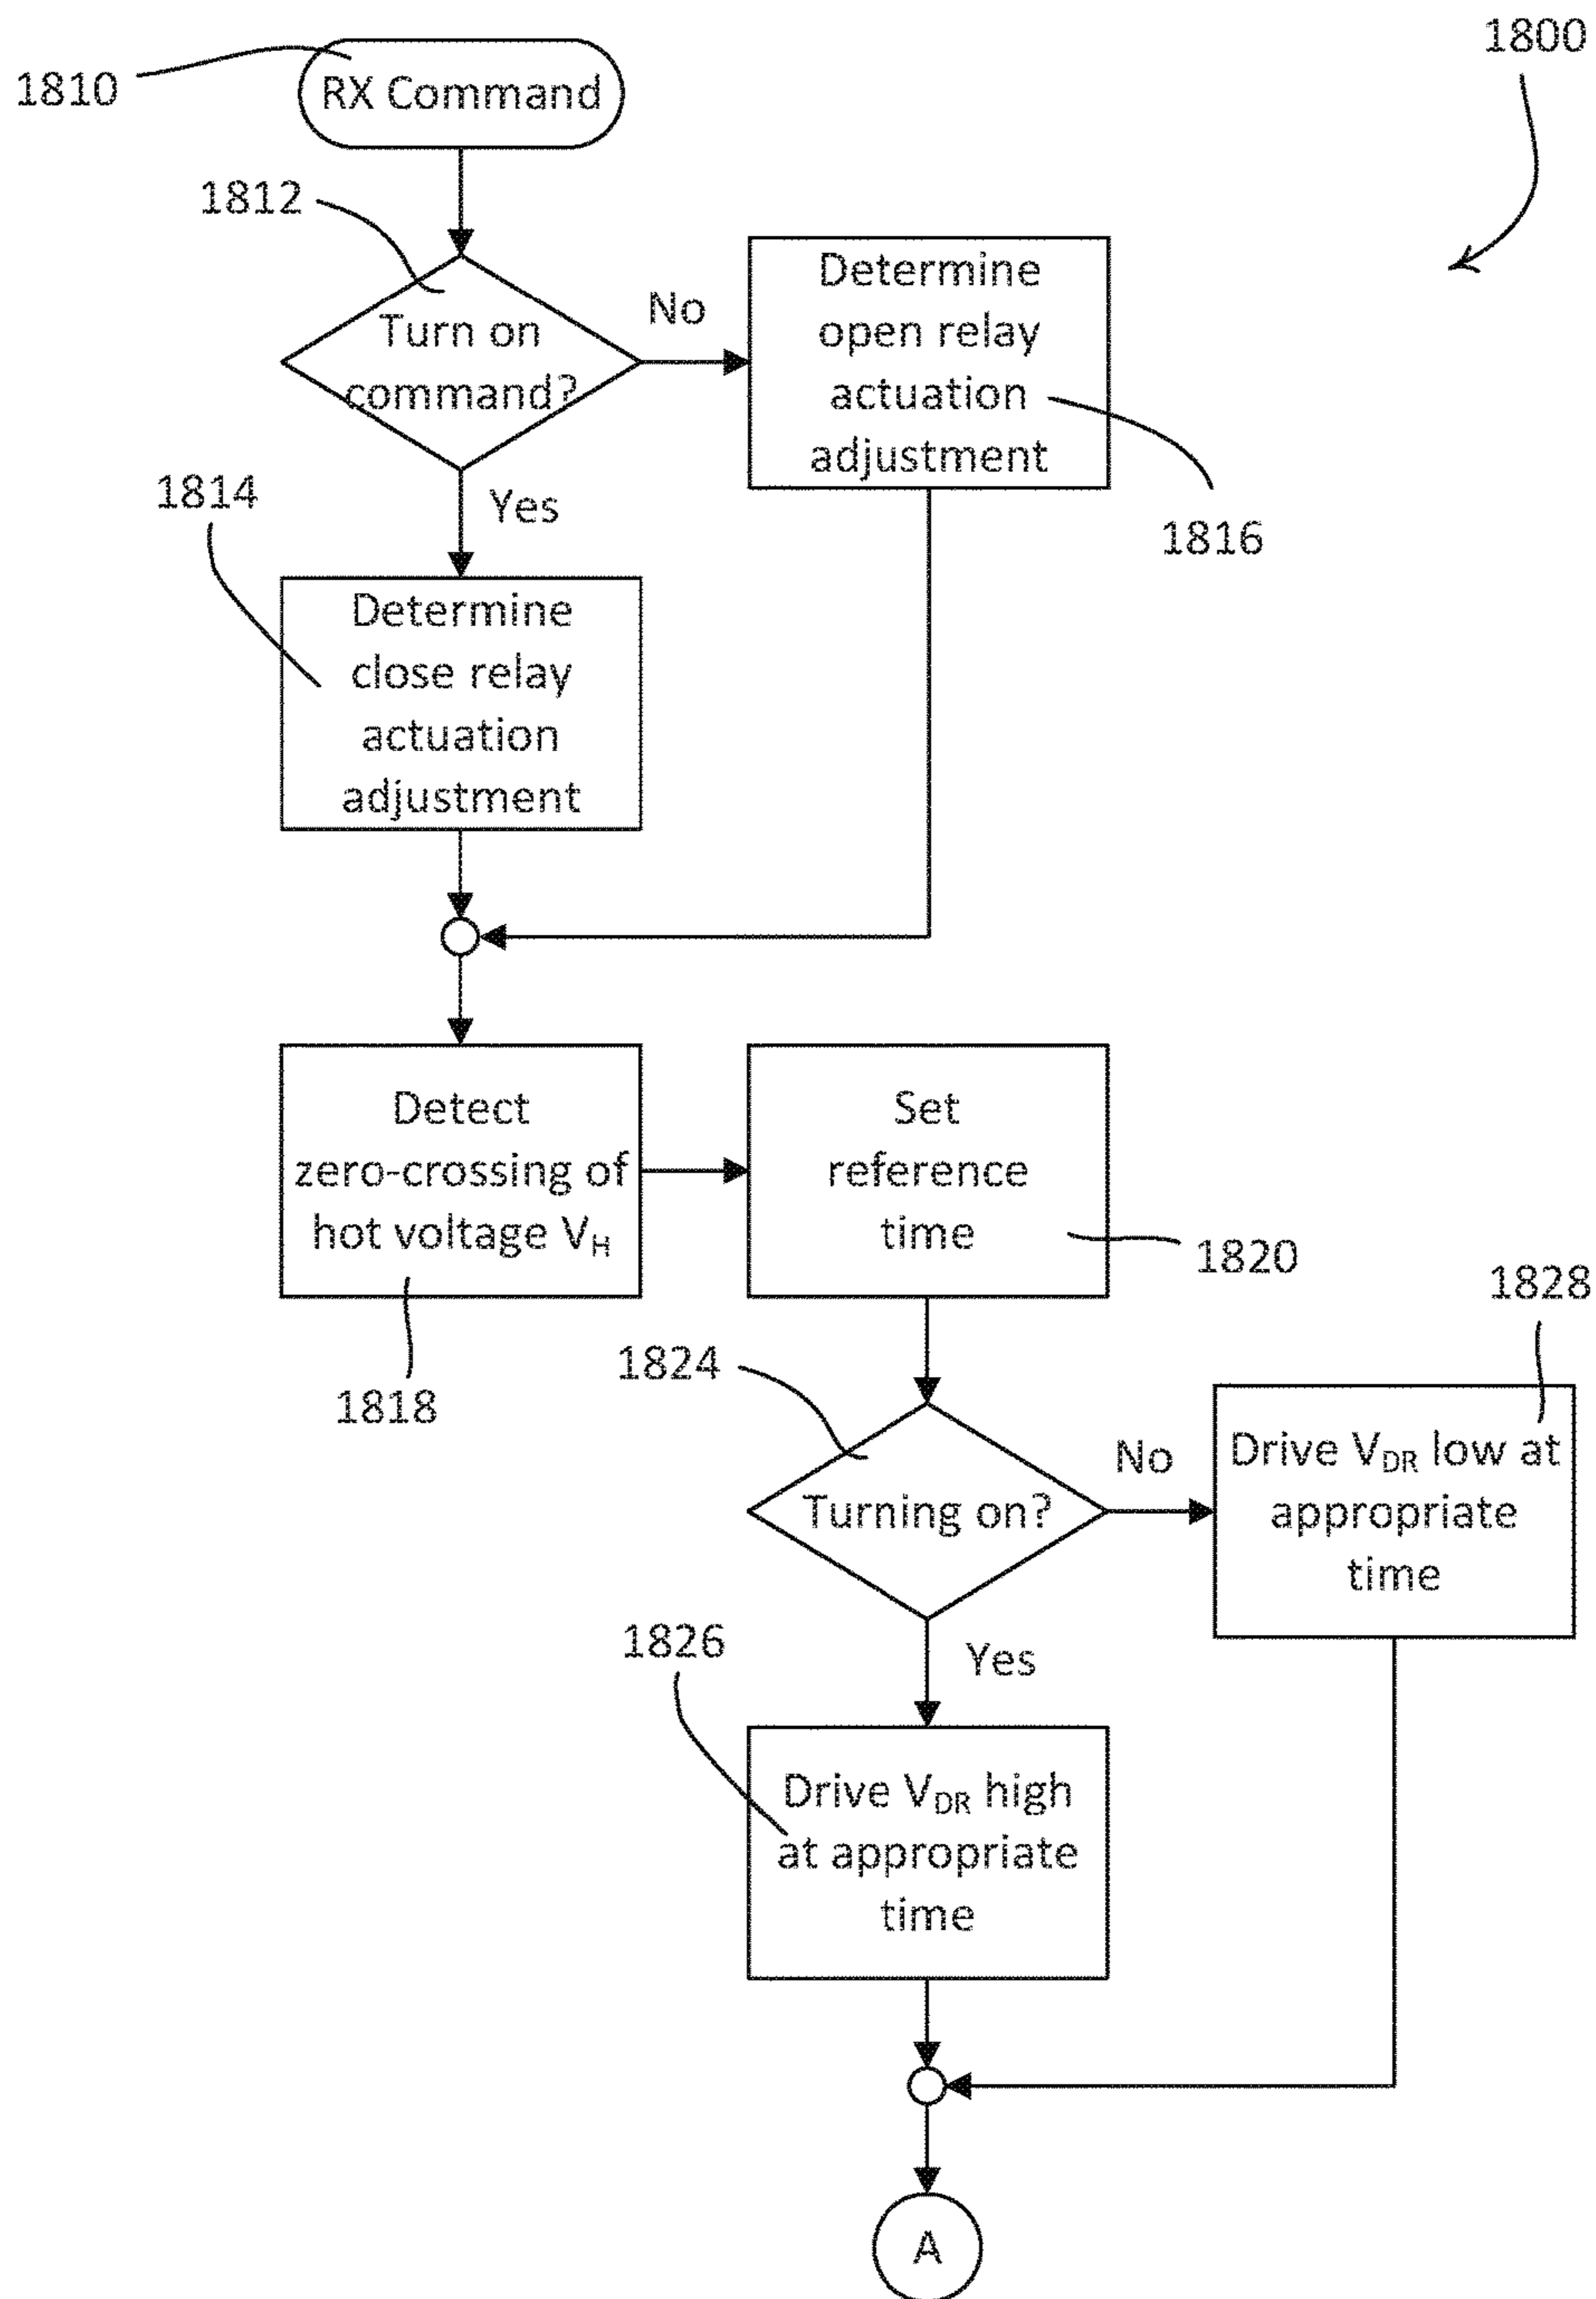 1800
1810
RX Command
1812
Turn on
command?
No
Determine
open relay
actuation
adjustment
1816
Yes
1814
Determine
close relay
actuation
adjustment
Detect
zero-crossing of
hot voltage VH
1818
Set
reference
time
1820
1824
Turning on?
No
1828
Drive VDR low at
appropriate
time
Yes
1826
Drive VDR high
at appropriate
time
A